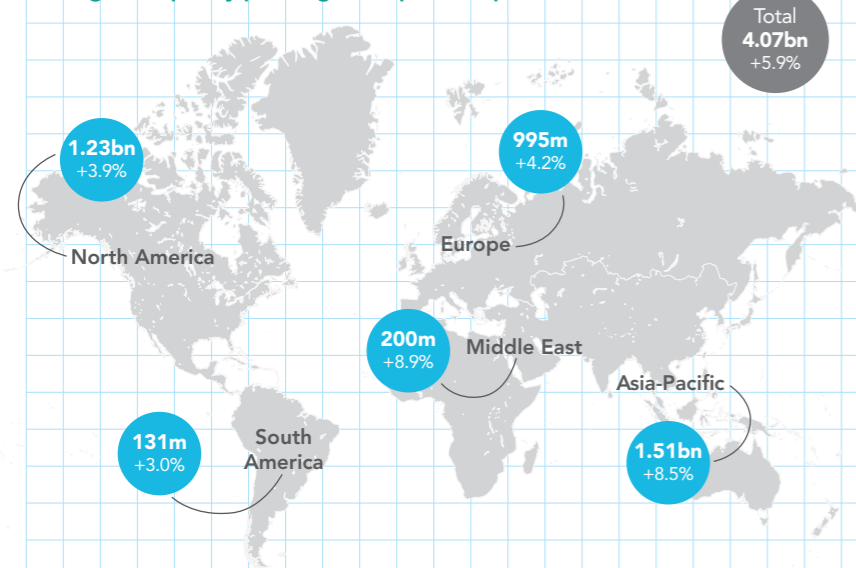 Total
4.07bn
+5.9%
1.23bn
+3.9%
North America
995m
+4.2%
Europe
200m
+8.9%
Middle East
Asia-Pacific
1.51bn
+8.5%
131m
+3.0%
South
America